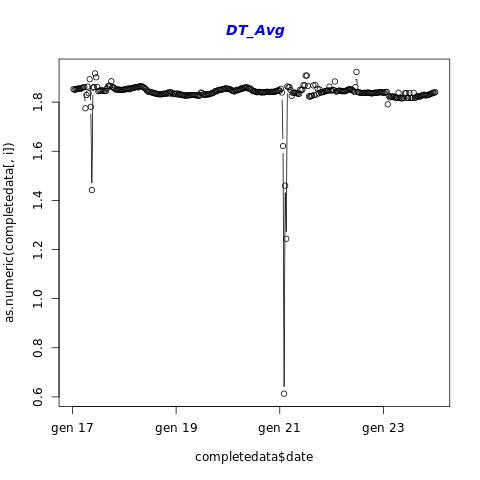 DT_Avg
as.numeric(completedata[, i])
1.8
1.6
1.4
1.2
1.0
0.8
0.6
gen 17
gen 19
gen 21
gen 23
completedata$date